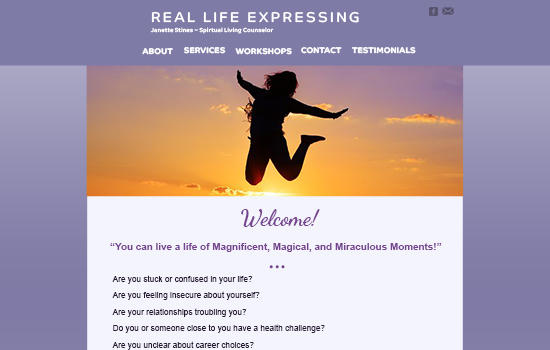 REAL LIFE EXPRESSING
Janette Stines ~ Spirtual Living Counselor
ABOUT SERVICES WORKSHOPS CONTACT TESTIMONIALS
Welcome!
“You can live a life of Magnificent, Magical, and Miraculous Moments!”
Are you stuck or confused in your life?
Are you feeling insecure about yourself?
Are your relationships troubling you?
Do you or someone close to you have a health challenge?
Are you unclear about career choices?